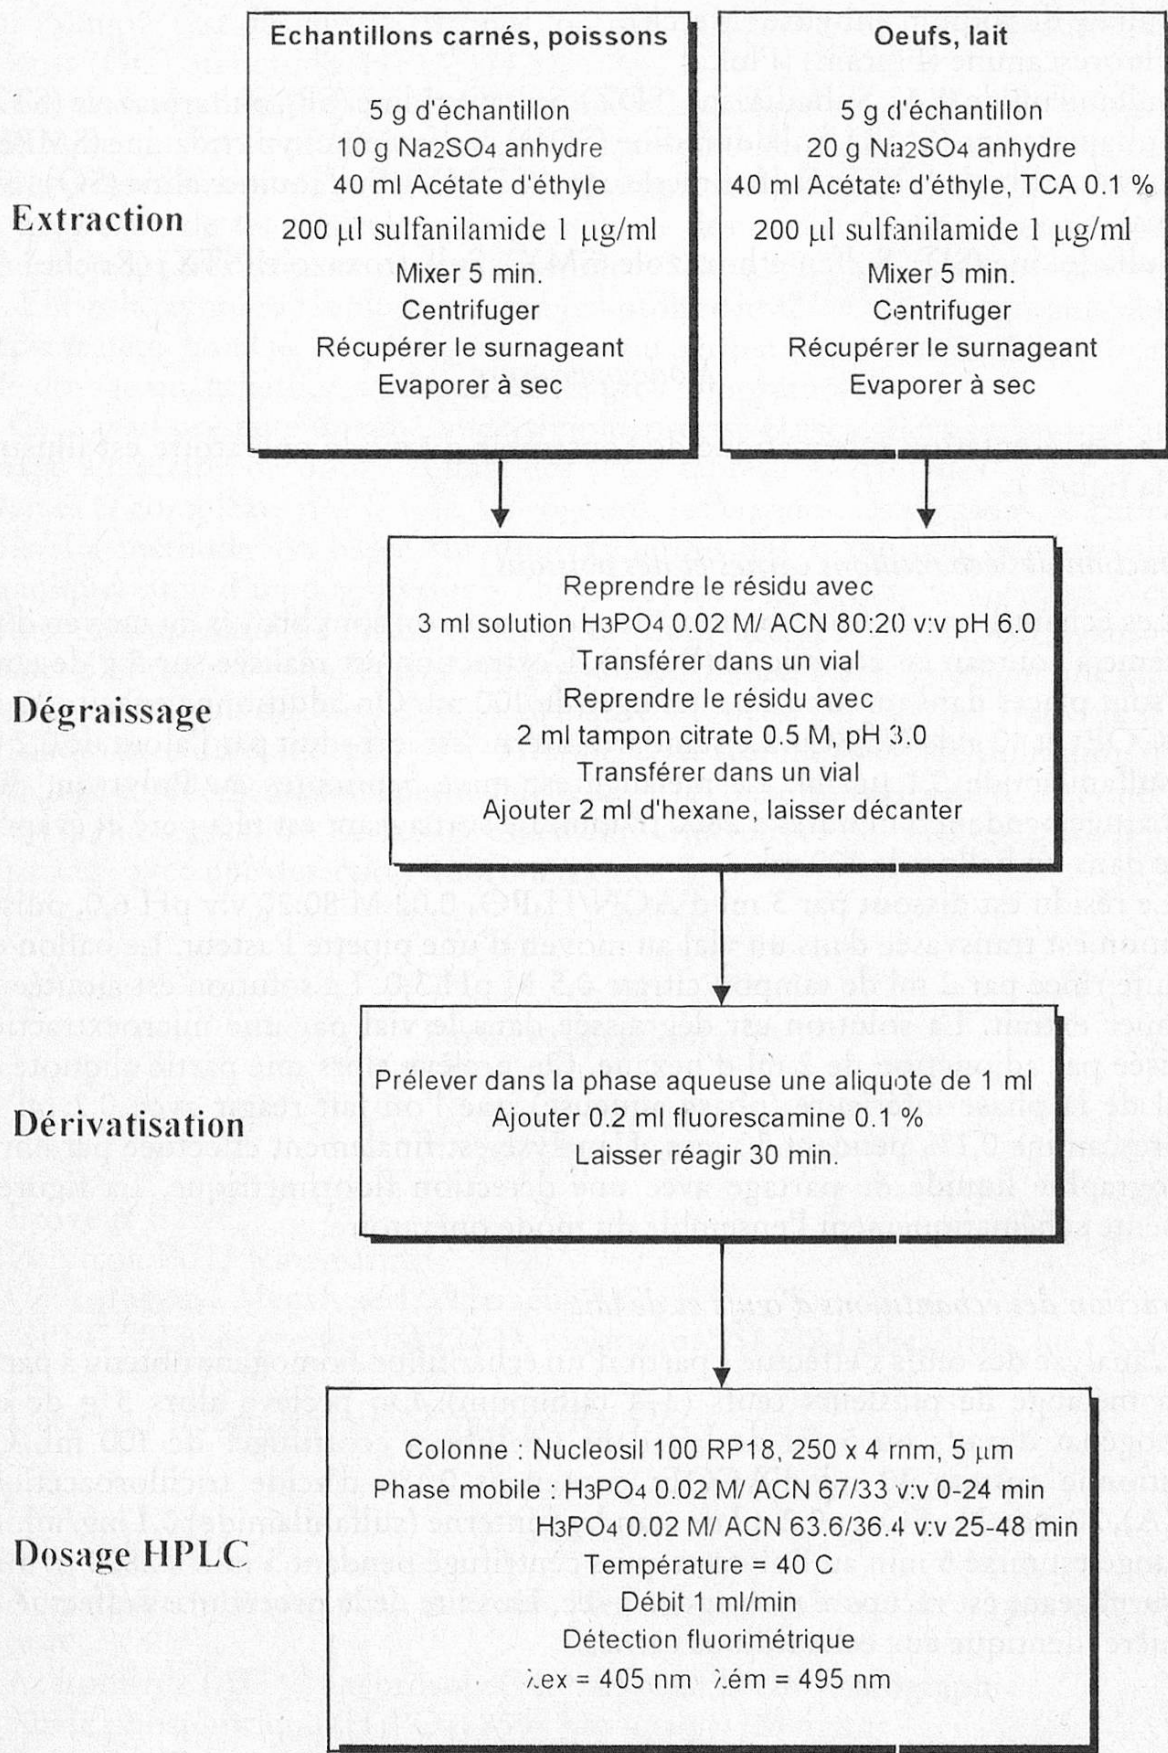 Echantillons carnés, poissons
5 g d'échantillon
10 g Na2SO4 anhydre
40 ml Acétate d'éthyle
200 µl sulfanilamide 1 µg/ml
Mixer 5 min.
Centrifuger
Récupérer le surnageant
Evaporer à sec
Oeufs, lait
5 g d'échantillon
20 g Na2SO4 anhydre
40 ml Acétate d'éthyle, TCA 0.1 %
200 µl sulfanilamide 1 µg/ml
Mixer 5 min.
Centrifuger
Récupérer le surnageant
Evaporer à sec
Extraction
Reprendre le résidu avec
3 ml solution H3PO4 0.02 M/ ACN 80:20 v:v pH 6.0
Transférer dans un vial
Reprendre le résidu avec
2 ml tampon citrate 0.5 M, pH 3.0
Transférer dans un vial
Ajouter 2 ml d'hexane, laisser décanter
Dégraissage
Prélever dans la phase aqueuse une aliquote de 1 ml
Ajouter 0.2 ml fluorescamine 0.1 %
Laisser réagir 30 min.
Dérivatisation
Colonne : Nucleosil 100 RP18, 250 x 4 mm, 5 µm
Phase mobile : H3PO4 0.02 M/ ACN 67/33 v:v 0-24 min
H3PO4 0.02 M/ ACN 63.6/36.4 v:v 25-48 min
Température = 40 C
Débit 1 ml/min
Détection fluorimétrique
λex = 405 nm λém = 495 nm
Dosage HPLC